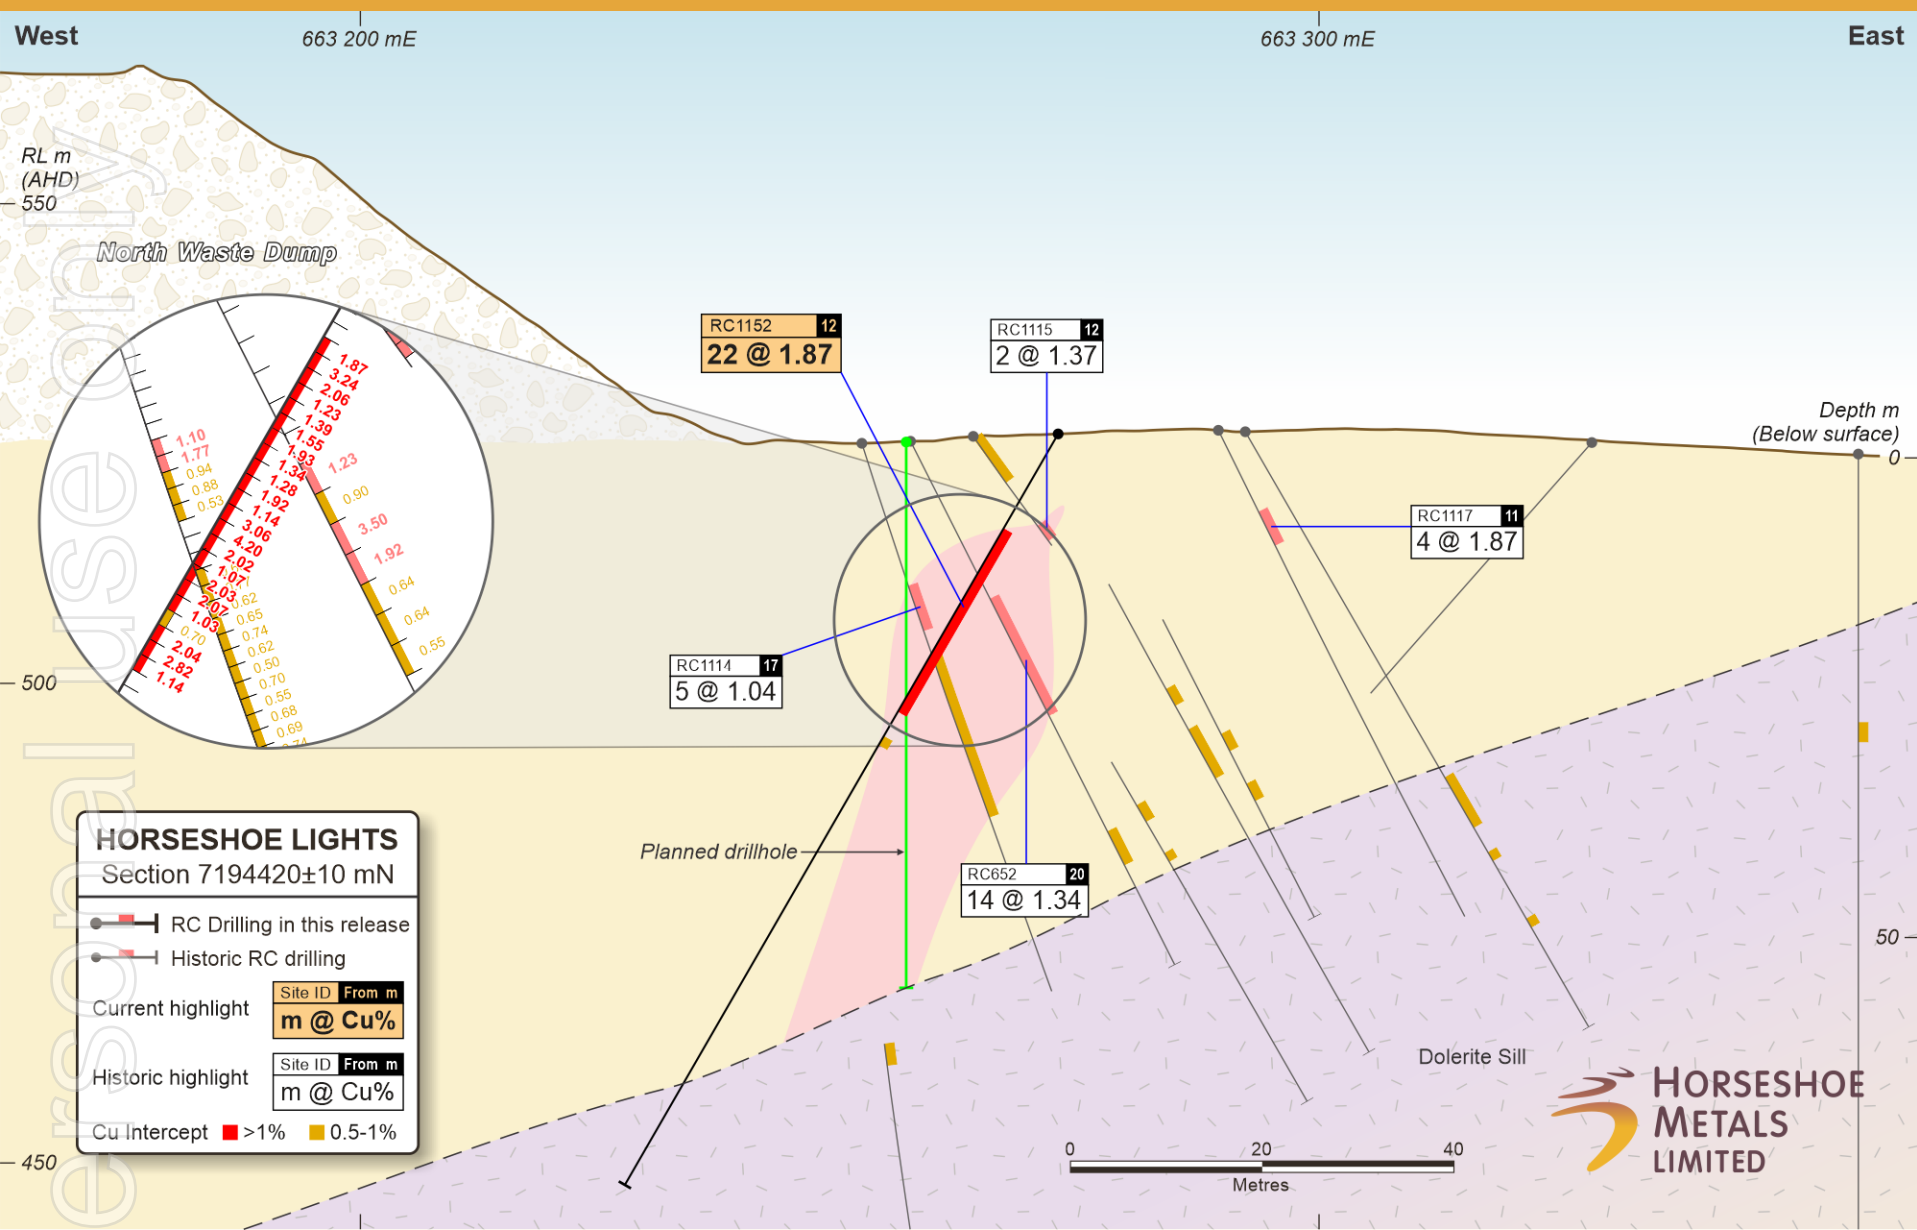 West
663 200 mE
663 300 mE
East
RL m
(AHD)
550
500
450
North Waste Dump
RC1152 12
22 @ 1.87
RC1115 12
2 @ 1.37
Depth m
(Below surface)
0
50
RC1117 11
4 @ 1.87
RC1114 17
5 @ 1.04
RC652 20
14 @ 1.34
Planned drillhole
1.10
1.77
0.94
0.88
0.53
1.87
3.24
2.06
1.23
1.39
1.55
1.93
1.34
1.28
1.92
1.14
3.06
4.20
2.02
1.07
2.03
2.07
1.03
0.70
2.04
2.82
1.14
1.23
0.90
3.50
1.92
0.64
0.64
0.55
0.62
0.65
0.74
0.62
0.50
0.70
0.55
0.68
0.69
HORSESHOE LIGHTS
Section 7194420±10 mN
RC Drilling in this release
Historic RC drilling
Current highlight
Site ID From m
m @ Cu%
Historic highlight
Site ID From m
m @ Cu%
Cu Intercept >1% 0.5-1%
Dolerite Sill
0 20 40
Metres
HORSESHOE
METALS
LIMITED
ersonal use only